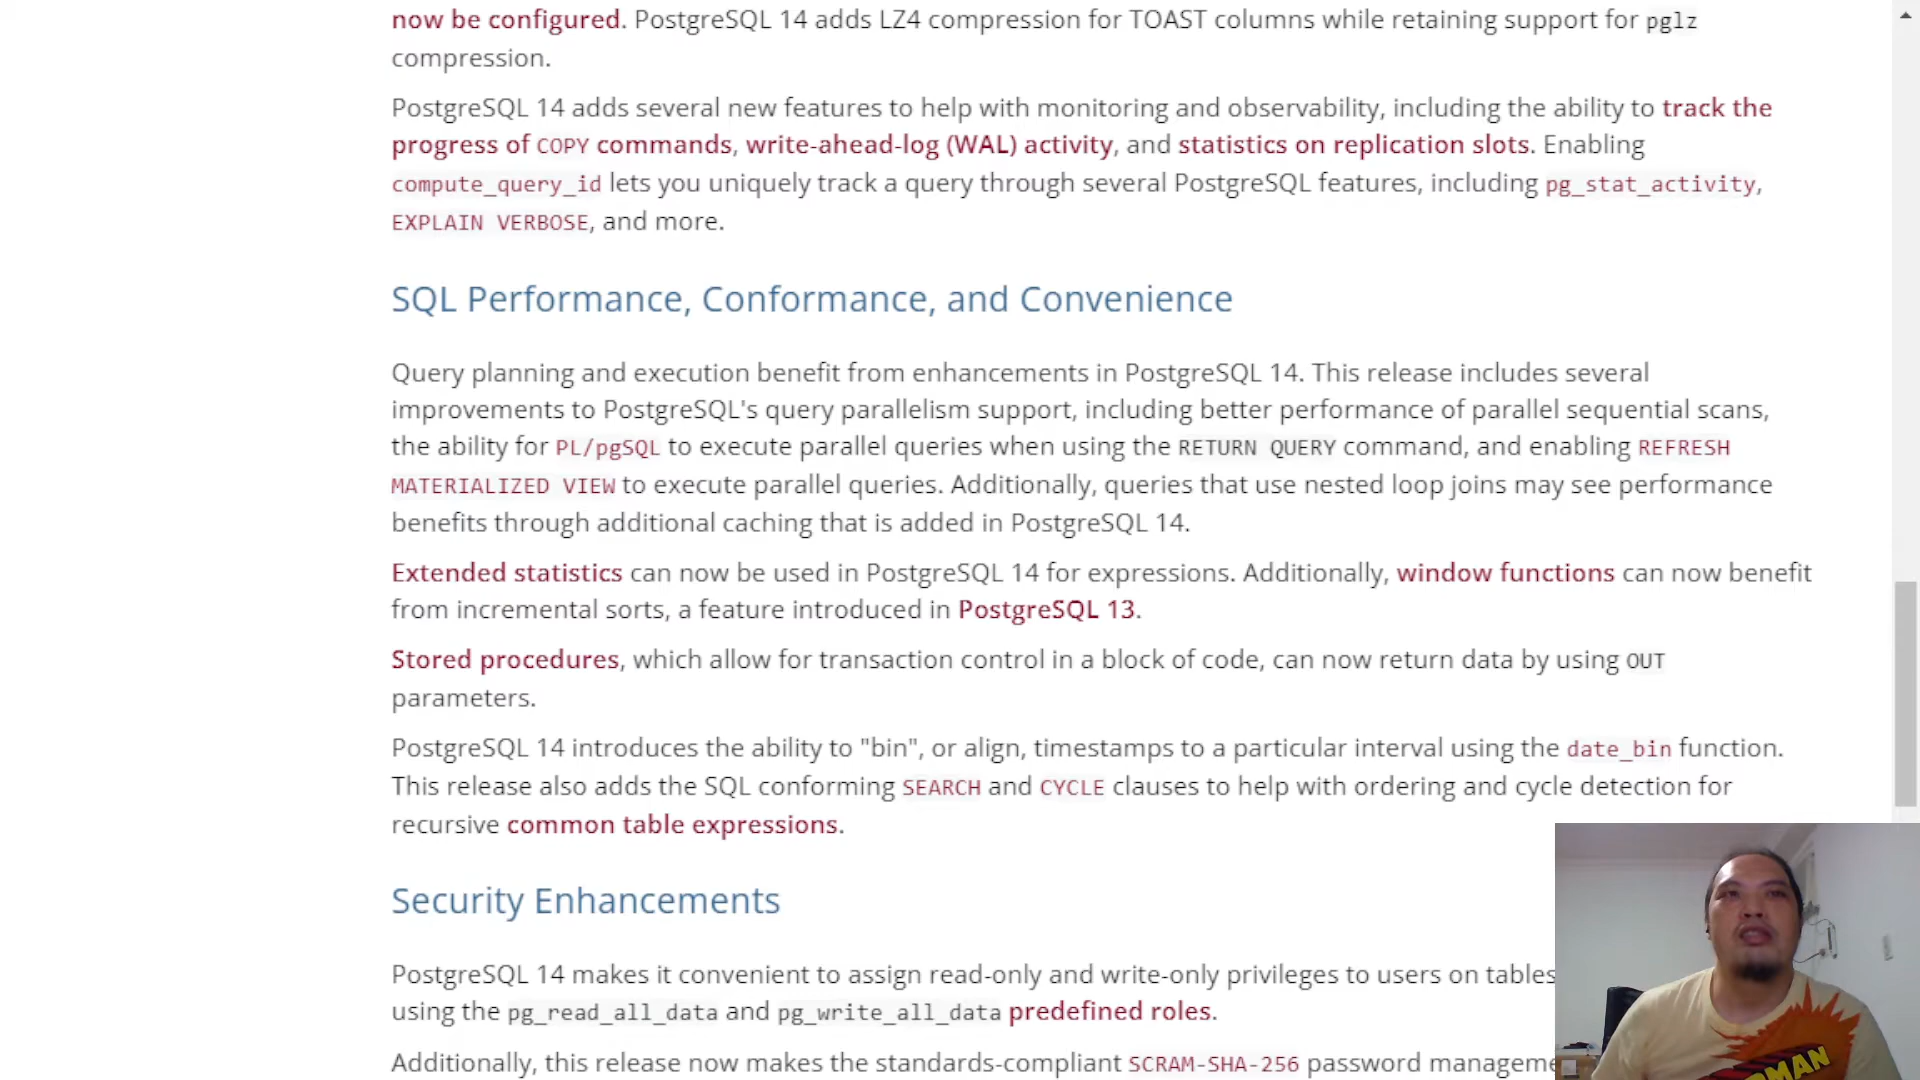 now be configured. PostgreSQL 14 adds LZ4 compression for TOAST columns while retaining support for pglz
compression.
PostgreSQL 14 adds several new features to help with monitoring and observability, including the ability to track the
progress of COPY commands, write-ahead-log (WAL) activity, and statistics on replication slots. Enabling
compute_query_id lets you uniquely track a query through several PostgreSQL features, including pg_stat_activity,
EXPLAIN VERBOSE, and more.
SQL Performance, Conformance, and Convenience
Query planning and execution benefit from enhancements in PostgreSQL 14. This release includes several
improvements to PostgreSQL's query parallelism support, including better performance of parallel sequential scans,
the ability for PL/pgSQL to execute parallel queries when using the RETURN QUERY command, and enabling REFRESH
MATERIALIZED VIEW to execute parallel queries. Additionally, queries that use nested loop joins may see performance
benefits through additional caching that is added in PostgreSQL 14.
Extended statistics can now be used in PostgreSQL 14 for expressions. Additionally, window functions can now benefit
from incremental sorts, a feature introduced in PostgreSQL 13.
Stored procedures, which allow for transaction control in a block of code, can now return data by using OUT
parameters.
PostgreSQL 14 introduces the ability to "bin", or align, timestamps to a particular interval using the date_bin function.
This release also adds the SQL conforming SEARCH and CYCLE clauses to help with ordering and cycle detection for
recursive common table expressions.
Security Enhancements
PostgreSQL 14 makes it convenient to assign read-only and write-only privileges to users on tables
using the pg_read_all_data and pg_write_all_data predefined roles.
Additionally, this release now makes the standards-compliant SCRAM-SHA-256 password manageme